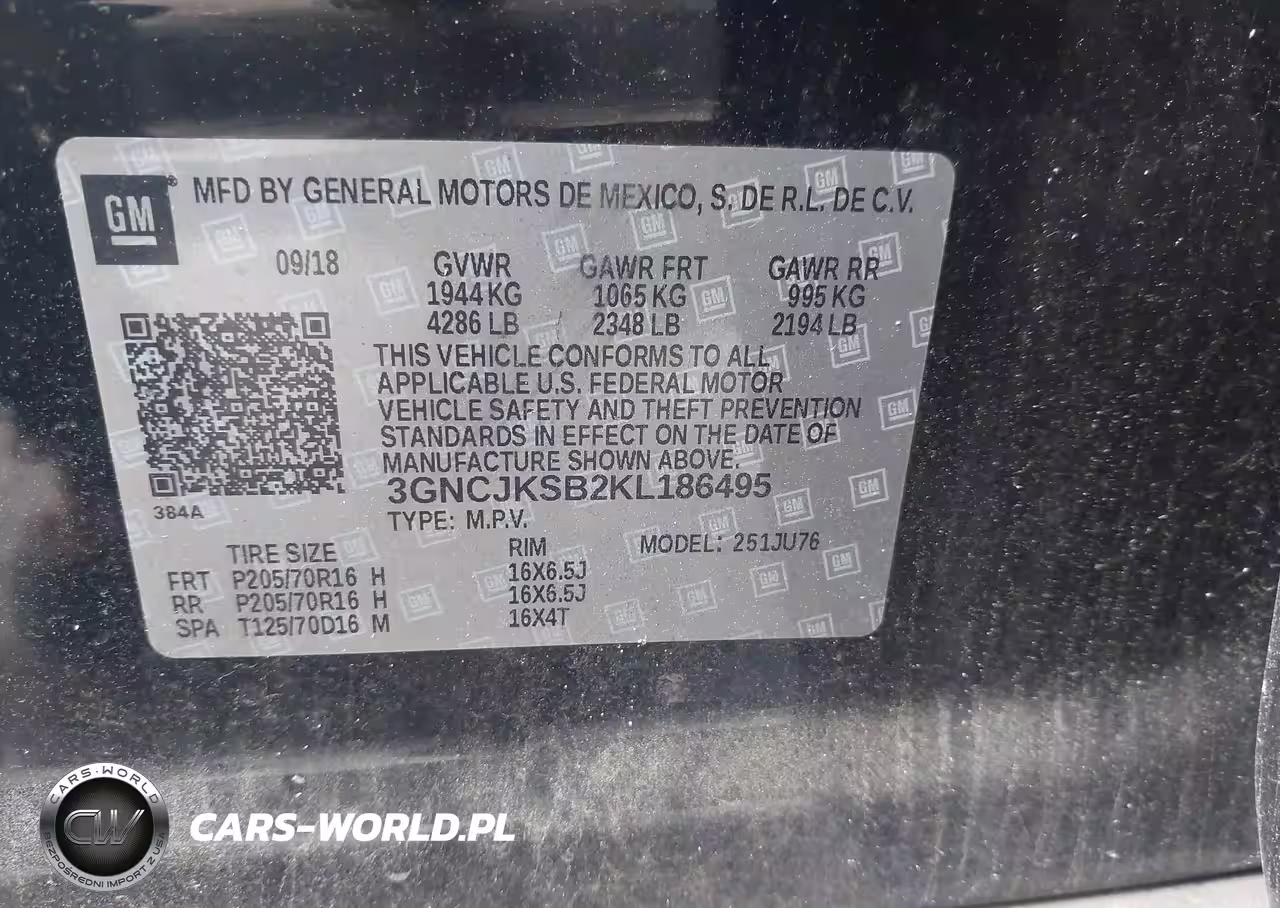 GM
MFD BY GENERAL MOTORS DE MEXICO, S. DE R.L. DE C.V.
09/18 GVWR GAWR FRT GAWR RR
1944 KG 1065 KG 995 KG
4286 LB 2348 LB 2194 LB
THIS VEHICLE CONFORMS TO ALL
APPLICABLE U.S. FEDERAL MOTOR
VEHICLE SAFETY AND THEFT PREVENTION
STANDARDS IN EFFECT ON THE DATE OF
MANUFACTURE SHOWN ABOVE.
3GNCJKSB2KL186495
384A
TYPE: M.P.V.
TIRE SIZE RIM MODEL: 251JU76
FRT P205/70R16 H 16X6.5J
RR P205/70R16 H 16X6.5J
SPA T125/70D16 M 16X4T
CARS-WORLD
CW
BEZPOŚREDNI IMPORT Z USA
CARS-WORLD.PL